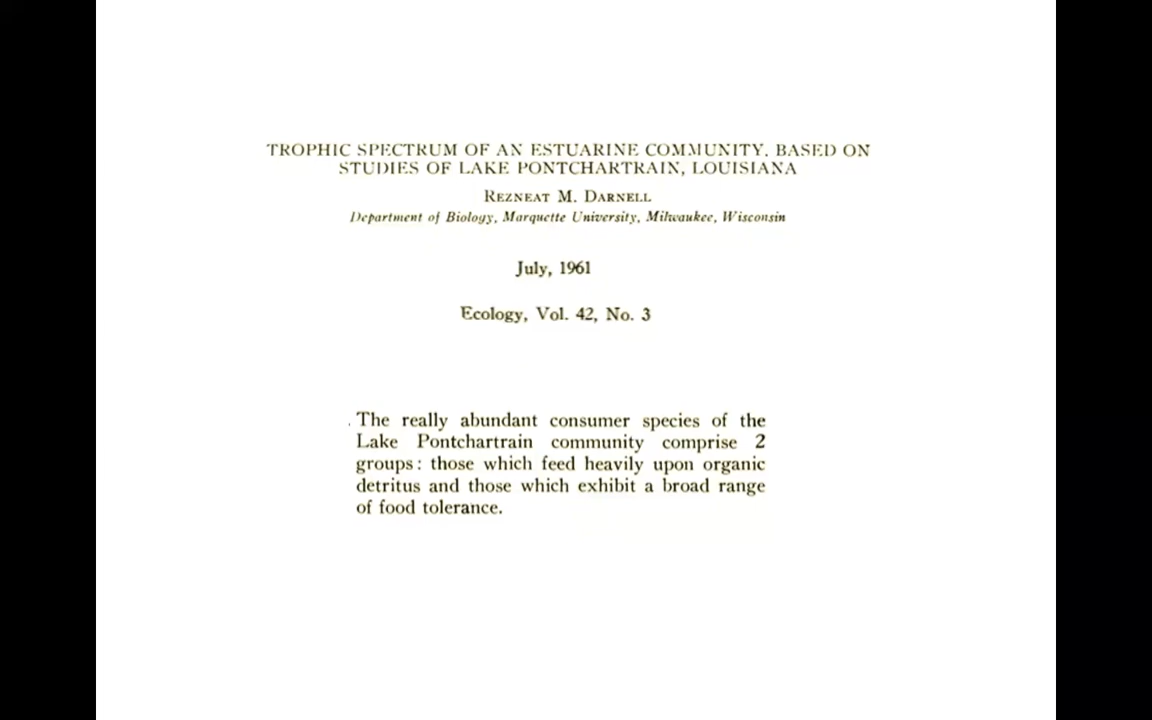 TROPHIC SPECTRUM OF AN ESTUARINE COMMUNITY, BASED ON
STUDIES OF LAKE PONTCHARTRAIN, LOUISIANA
REZNEAT M. DARNELL
Department of Biology, Marquette University, Milwaukee, Wisconsin
July, 1961
Ecology, Vol. 42, No. 3
The really abundant consumer species of the
Lake Pontchartrain community comprise 2
groups: those which feed heavily upon organic
detritus and those which exhibit a broad range
of food tolerance.